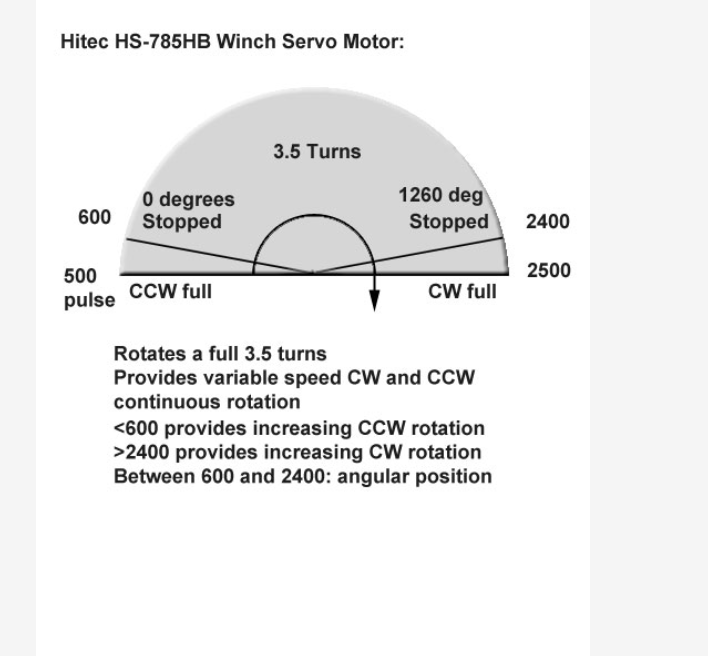 Hitec HS-785HB Winch Servo Motor:
3.5 Turns
0 degrees
Stopped
1260 deg
Stopped
600
2400
500
pulse
2500
CCW full
CW full
Rotates a full 3.5 turns
Provides variable speed CW and CCW
continuous rotation
<600 provides increasing CCW rotation
>2400 provides increasing CW rotation
Between 600 and 2400: angular position